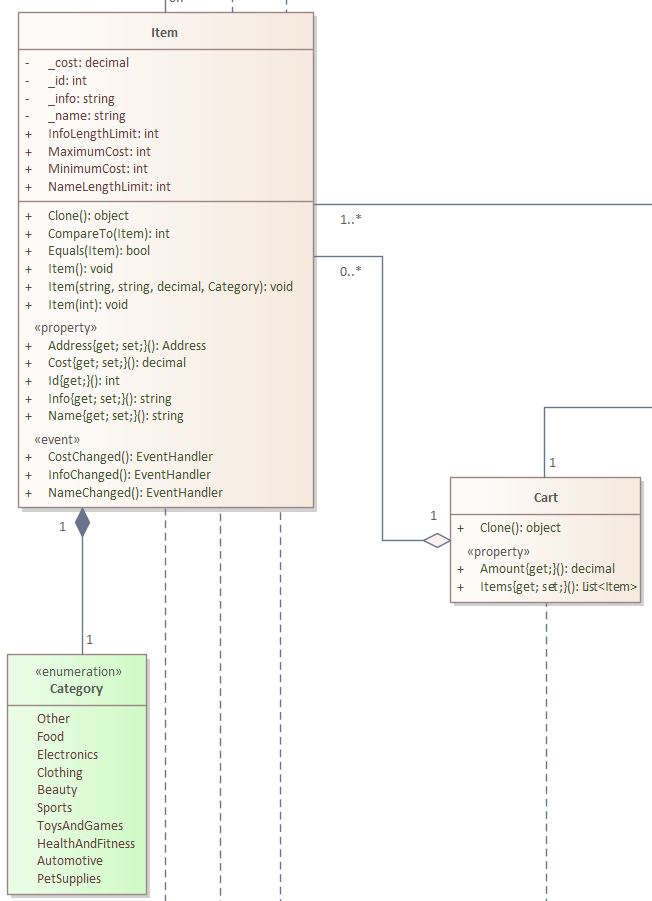 Item
- _cost: decimal
- _id: int
- _info: string
- _name: string
+ InfoLengthLimit: int
+ MaximumCost: int
+ MinimumCost: int
+ NameLengthLimit: int
+ Clone(): object
+ CompareTo(Item): int
+ Equals(Item): bool
+ Item(): void
+ Item(string, string, decimal, Category): void
+ Item(int): void
«property»
+ Address{get; set;}(): Address
+ Cost{get; set;}(): decimal
+ Id{get;}(): int
+ Info{get; set;}(): string
+ Name{get; set;}(): string
«event»
+ CostChanged(): EventHandler
+ InfoChanged(): EventHandler
+ NameChanged(): EventHandler
1..*
0..*
1
1
Cart
+ Clone(): object
«property»
+ Amount{get;}(): decimal
+ Items{get; set;}(): List<Item>
1
1
«enumeration»
Category
Other
Food
Electronics
Clothing
Beauty
Sports
ToysAndGames
HealthAndFitness
Automotive
PetSupplies